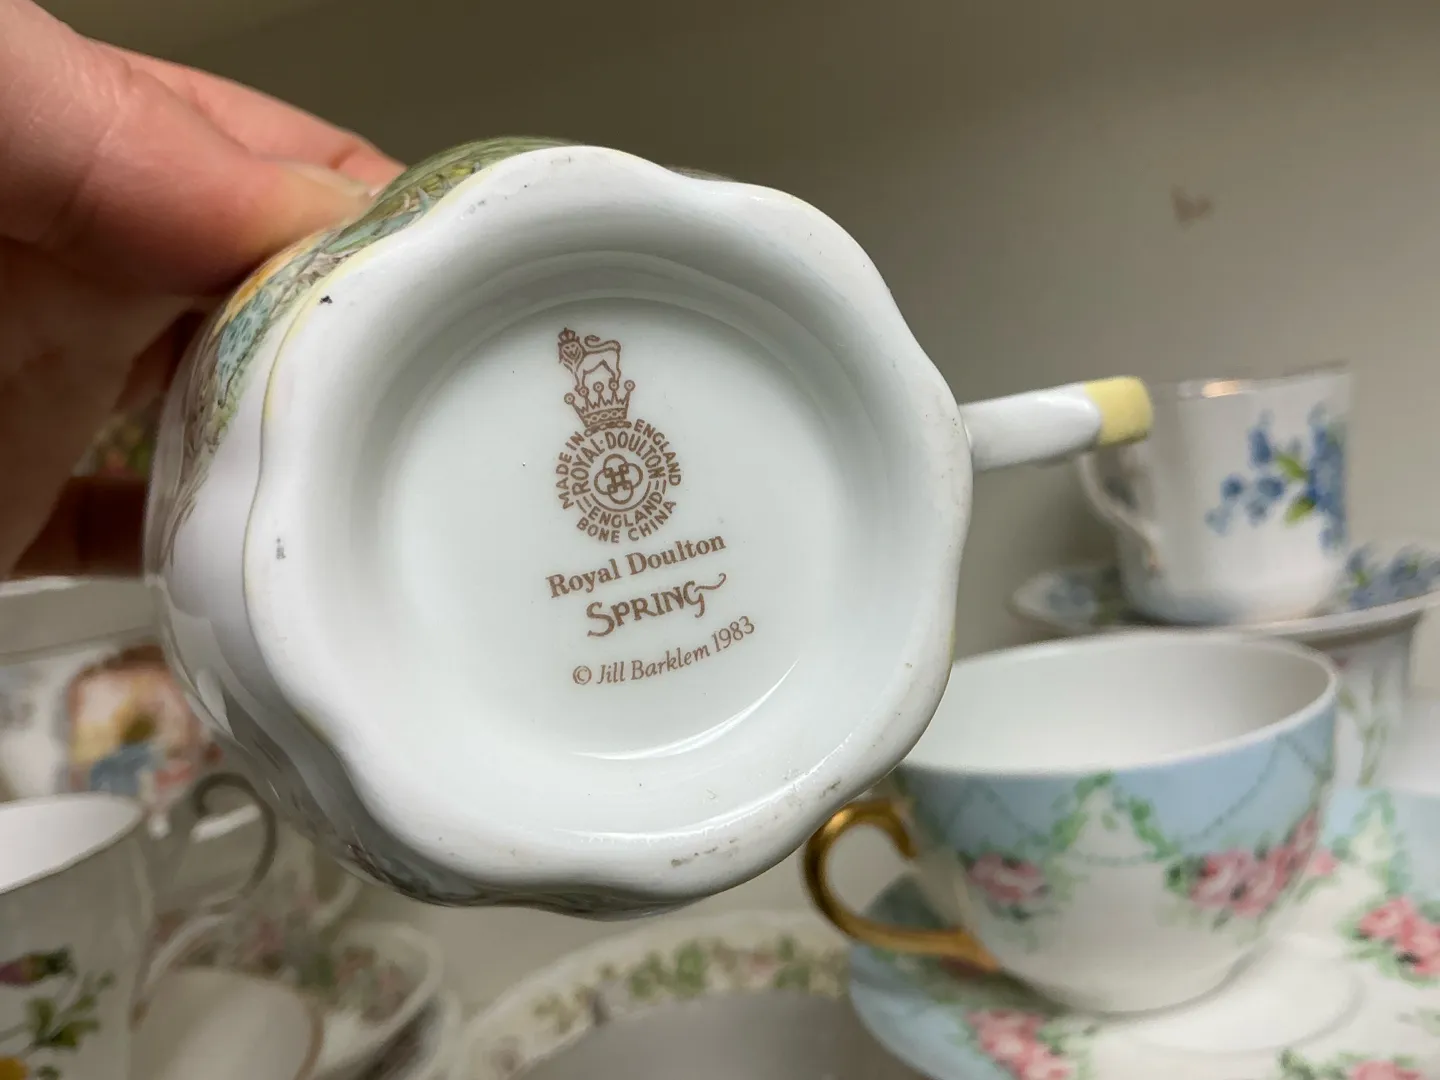 MADE IN ENGLAND
ROYAL·DOULTON
ENGLAND
BONE CHINA
Royal Doulton
SPRING
© Jill Barklem 1983